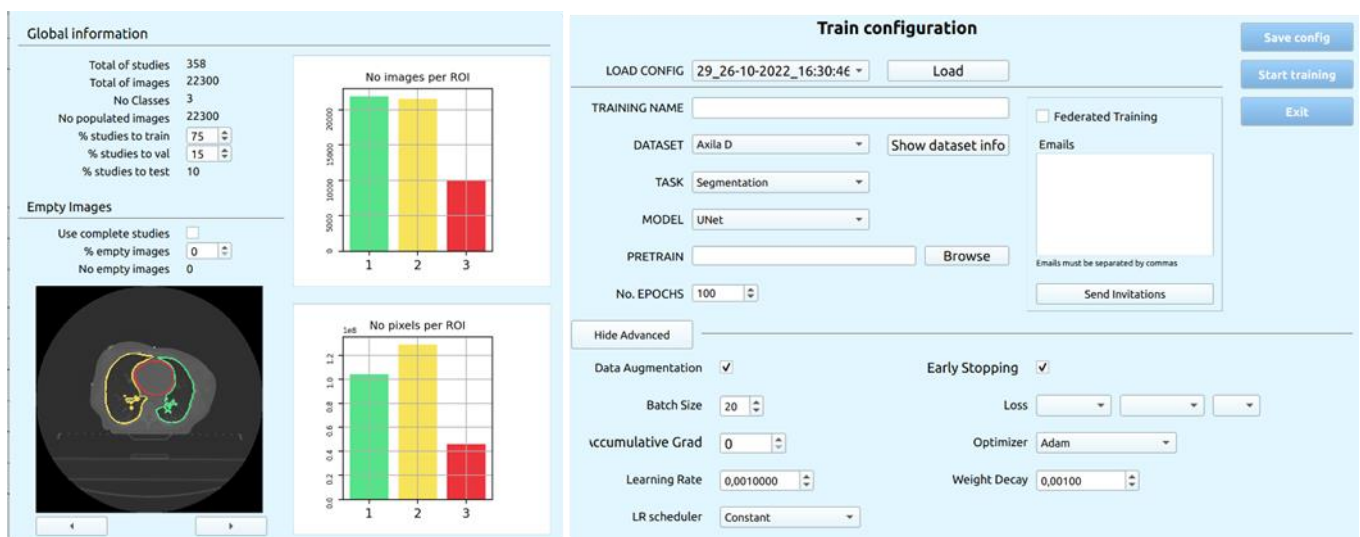 Global information
Total of studies 358
Total of images 22300
No Classes 3
No populated images 22300
% studies to train 75
% studies to val 15
% studies to test 10
Empty Images
Use complete studies
% empty images 0
No empty images 0
No images per ROI
20000
15000
10000
5000
0
1 2 3
No pixels per ROI
1e8
1.2
1.0
0.8
0.6
0.4
0.2
0.0
1 2 3
Train configuration
LOAD CONFIG 29_26-10-2022_16:30:46 Load
TRAINING NAME
DATASET Axila D Show dataset info
TASK Segmentation
MODEL UNet
PRETRAIN Browse
No. EPOCHS 100
Federated Training
Emails
Emails must be separated by commas
Send Invitations
Save config
Start training
Exit
Hide Advanced
Data Augmentation Early Stopping
Batch Size 20 Loss
ccumulative Grad 0 Optimizer Adam
Learning Rate 0,0010000 Weight Decay 0,00100
LR scheduler Constant